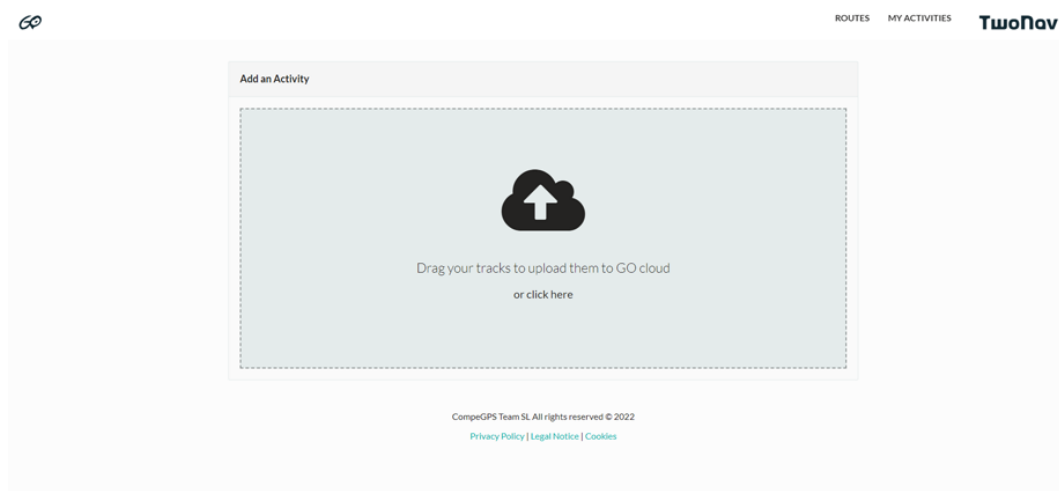 GO
ROUTES MY ACTIVITIES TwoNav
Add an Activity
Drag your tracks to upload them to GO cloud
or click here
CompeGPS Team SL All rights reserved © 2022
Privacy Policy | Legal Notice | Cookies